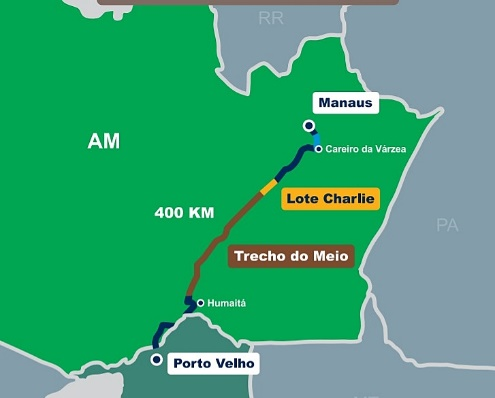 RR
Manaus
AM
Careiro da Várzea
Lote Charlie
400 KM
PA
Trecho do Meio
Humaitá
Porto Velho